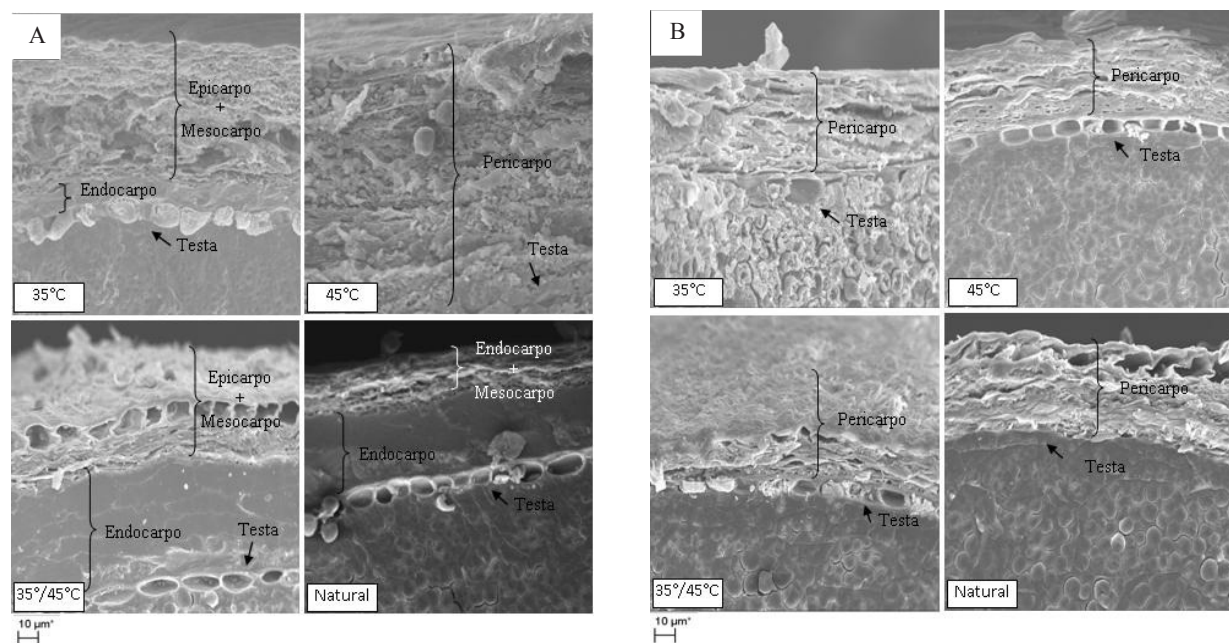 A
Epicarpo
+
Mesocarpo
Endocarpo
Testa
35°C
Pericarpo
Testa
45°C
Epicarpo
+
Mesocarpo
Endocarpo
Testa
35°/45°C
Endocarpo
+
Mesocarpo
Endocarpo
Testa
Natural
10 µm*
B
Pericarpo
Testa
35°C
Pericarpo
Testa
45°C
Pericarpo
Testa
35°/45°C
Pericarpo
Testa
Natural
10 µm*